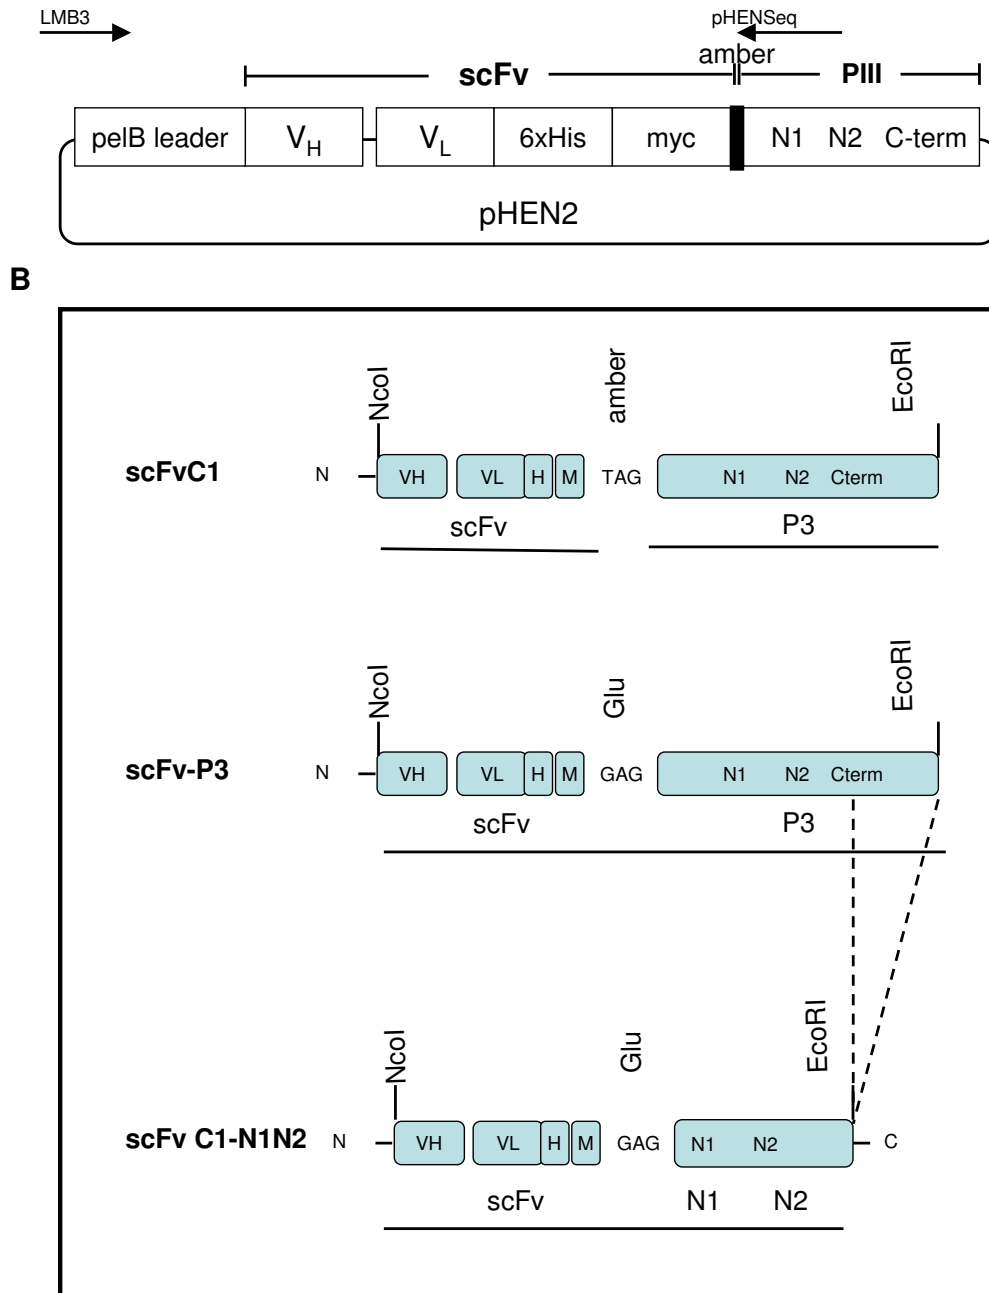 LMB3 pHENSeq
amber
scFv PIII
pelB leader VH VL 6xHis myc N1 N2 C-term
pHEN2
B
NcoI amber EcoRI
scFvC1 N VH VL H M TAG N1 N2 Cterm
scFv P3
NcoI Glu EcoRI
scFv-P3 N VH VL H M GAG N1 N2 Cterm
scFv P3
NcoI Glu EcoRI
scFv C1-N1N2 N VH VL H M GAG N1 N2 C
scFv N1 N2